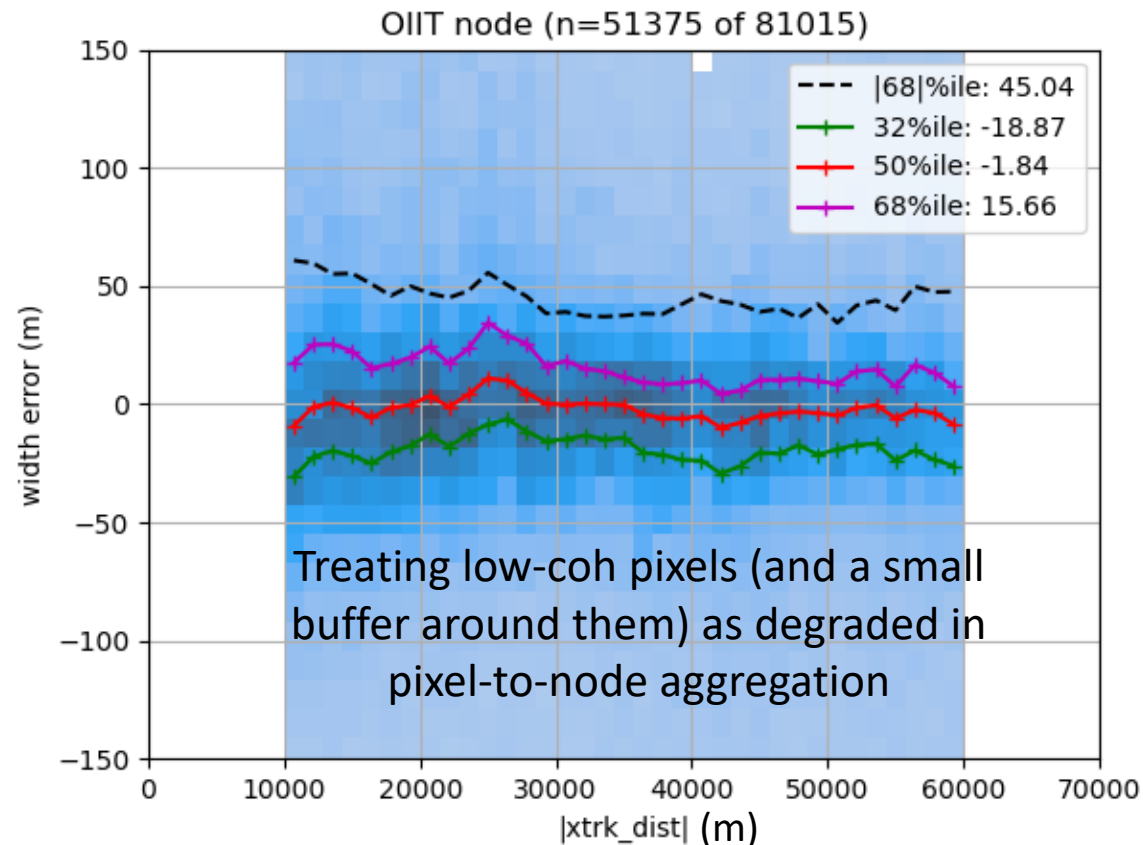 OIIT node (n=51375 of 81015)
150
100
50
0
−50
−100
−150
width error (m)
|68|%ile: 45.04
32%ile: -18.87
50%ile: -1.84
68%ile: 15.66
Treating low-coh pixels (and a small
buffer around them) as degraded in
pixel-to-node aggregation
0
10000
20000
30000
40000
50000
60000
70000
|xtrk_dist| (m)